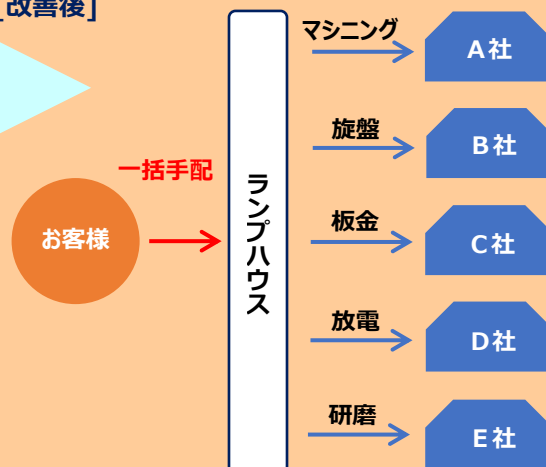 [改善後]
マシニング
A社
旋盤
B社
一括手配
お客様
ランプハウス
板金
C社
放電
D社
研磨
E社